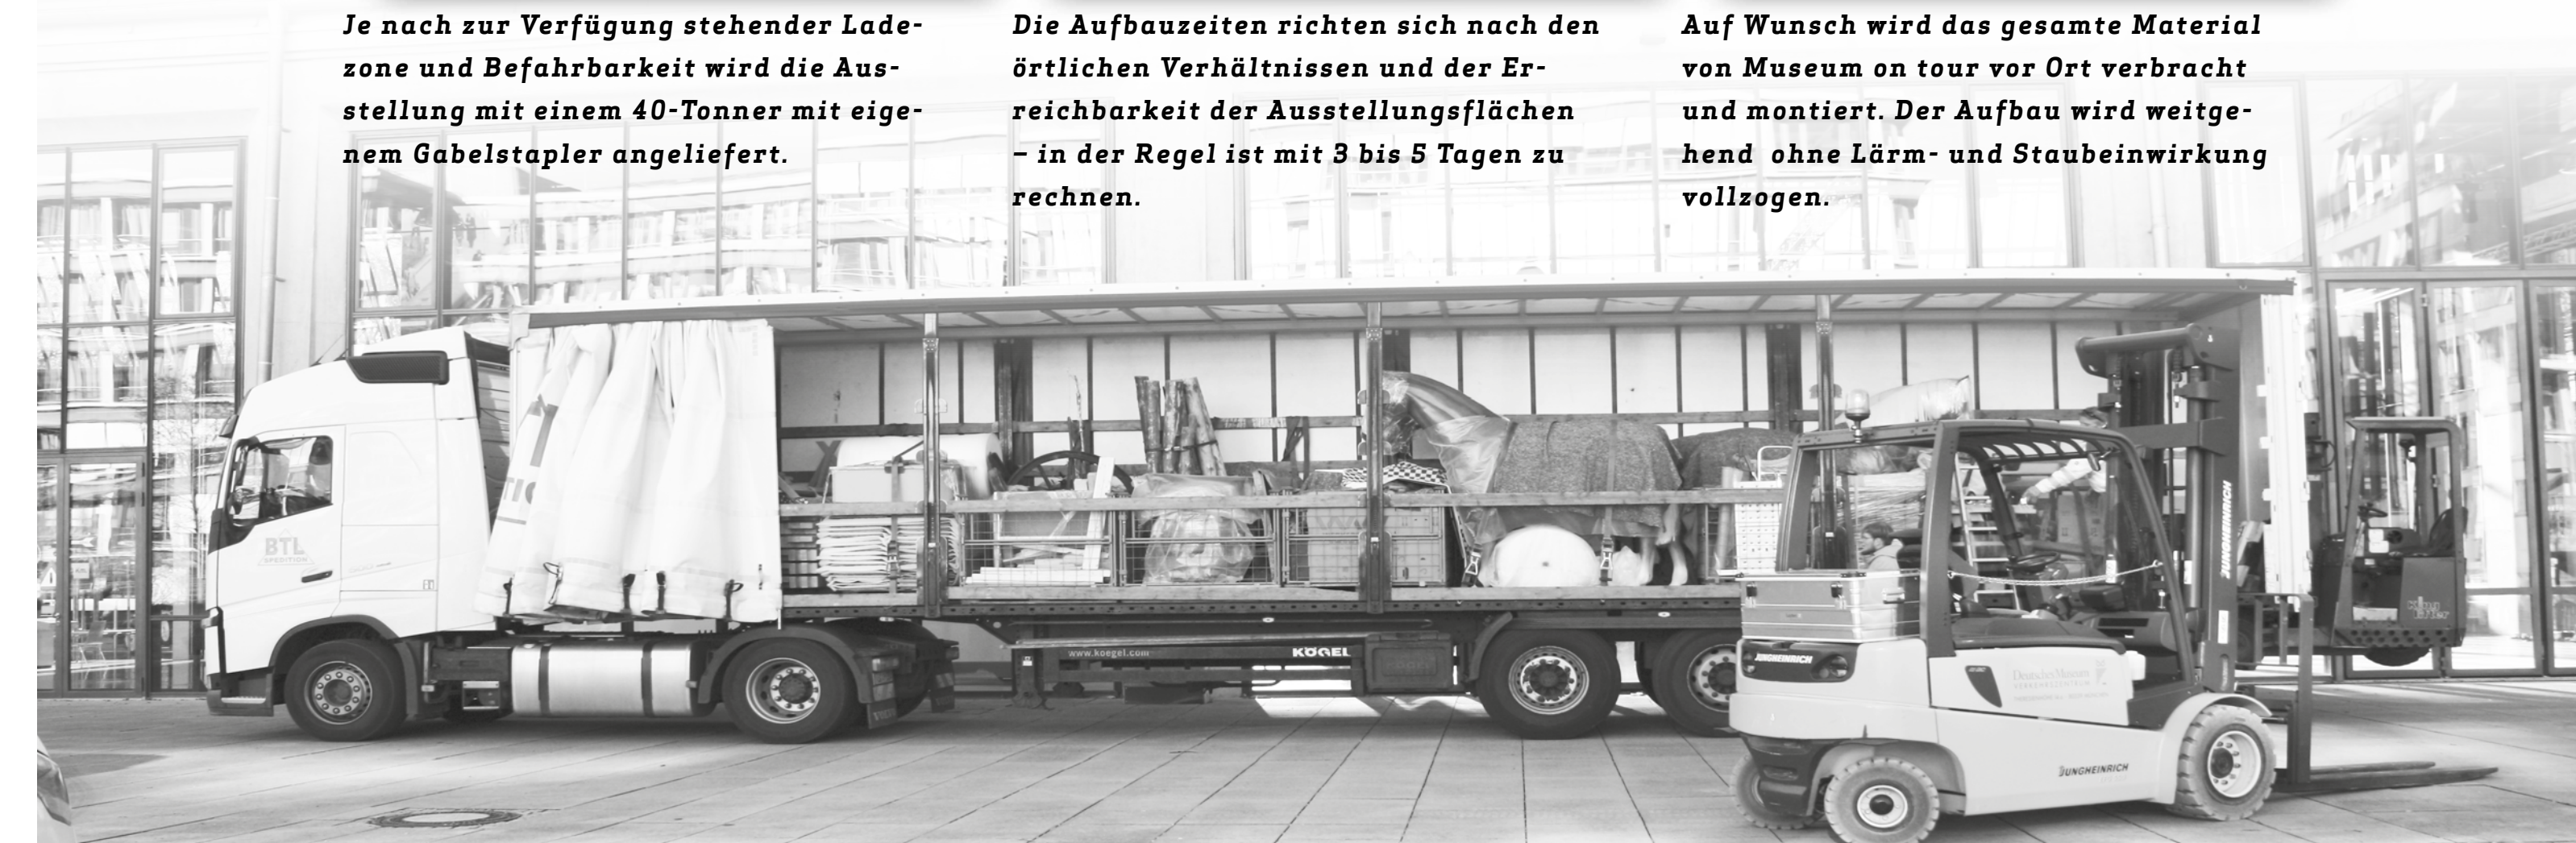 Je nach zur Verfügung stehender Lade-
zone und Befahrbarkeit wird die Aus-
stellung mit einem 40-Tonner mit eige-
nem Gabelstapler angeliefert.
Die Aufbauzeiten richten sich nach den
örtlichen Verhältnissen und der Er-
reichbarkeit der Ausstellungsflächen
– in der Regel ist mit 3 bis 5 Tagen zu
rechnen.
Auf Wunsch wird das gesamte Material
von Museum on tour vor Ort verbracht
und montiert. Der Aufbau wird weitge-
hend  ohne Lärm- und Staubeinwirkung
vollzogen.
BTL
SPEDITION
www.koegel.com
KÖGEL
JUNGHEINRICH
JUNGHEINRICH
Deutsches Museum
VERKEHRSZENTRUM
JUNGHEINRICH